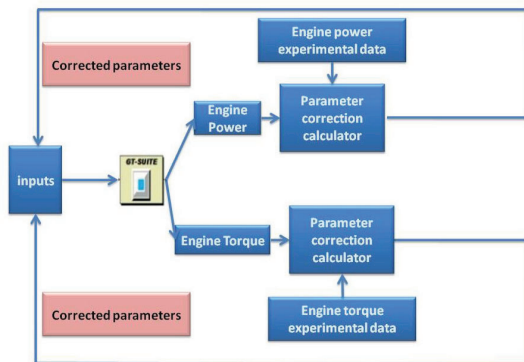 Engine power
experimental data
Corrected parameters
Engine
Power
Parameter
correction
calculator
GT-SUITE
inputs
Engine Torque
Parameter
correction
calculator
Corrected parameters
Engine torque
experimental data